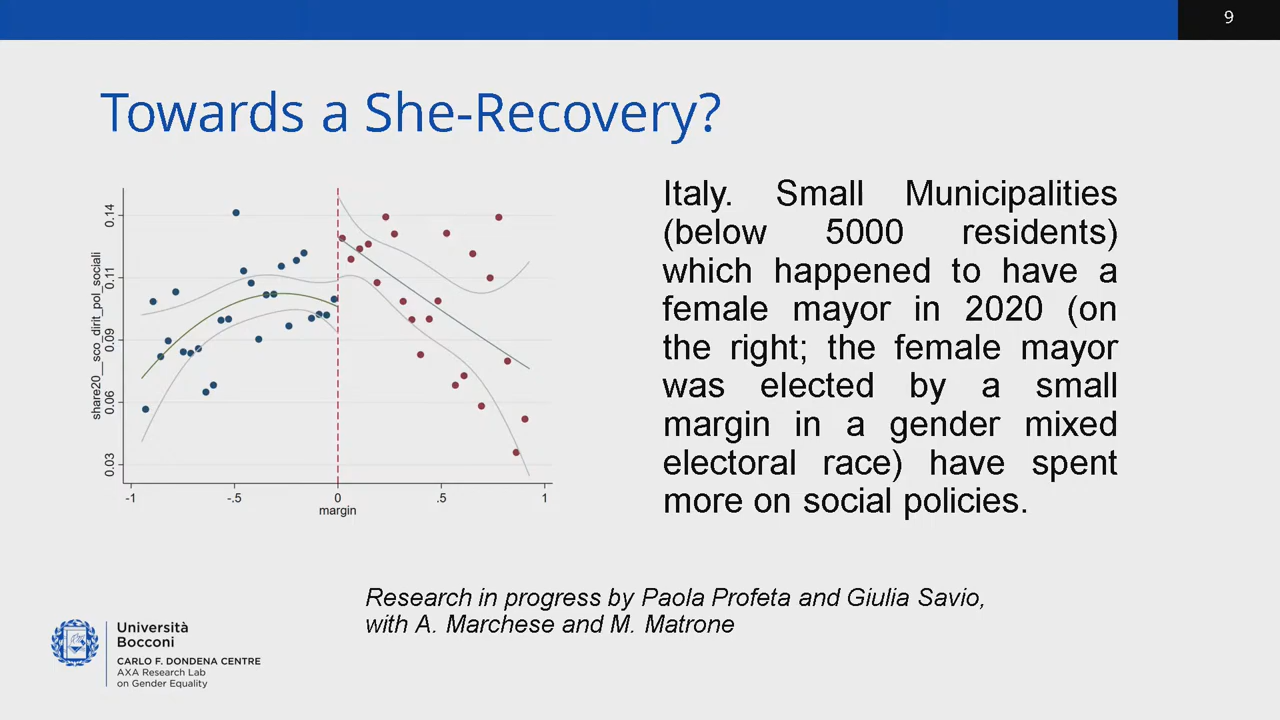 9
Towards a She-Recovery?
share20__sco_dirit_pol_sociali
0.14
0.11
0.09
0.06
0.03
-1
-.5
0
.5
1
margin
Italy. Small Municipalities
(below 5000 residents)
which happened to have a
female mayor in 2020 (on
the right; the female mayor
was elected by a small
margin in a gender mixed
electoral race) have spent
more on social policies.
Research in progress by Paola Profeta and Giulia Savio,
with A. Marchese and M. Matrone
Università
Bocconi
CARLO F. DONDENA CENTRE
AXA Research Lab
on Gender Equality